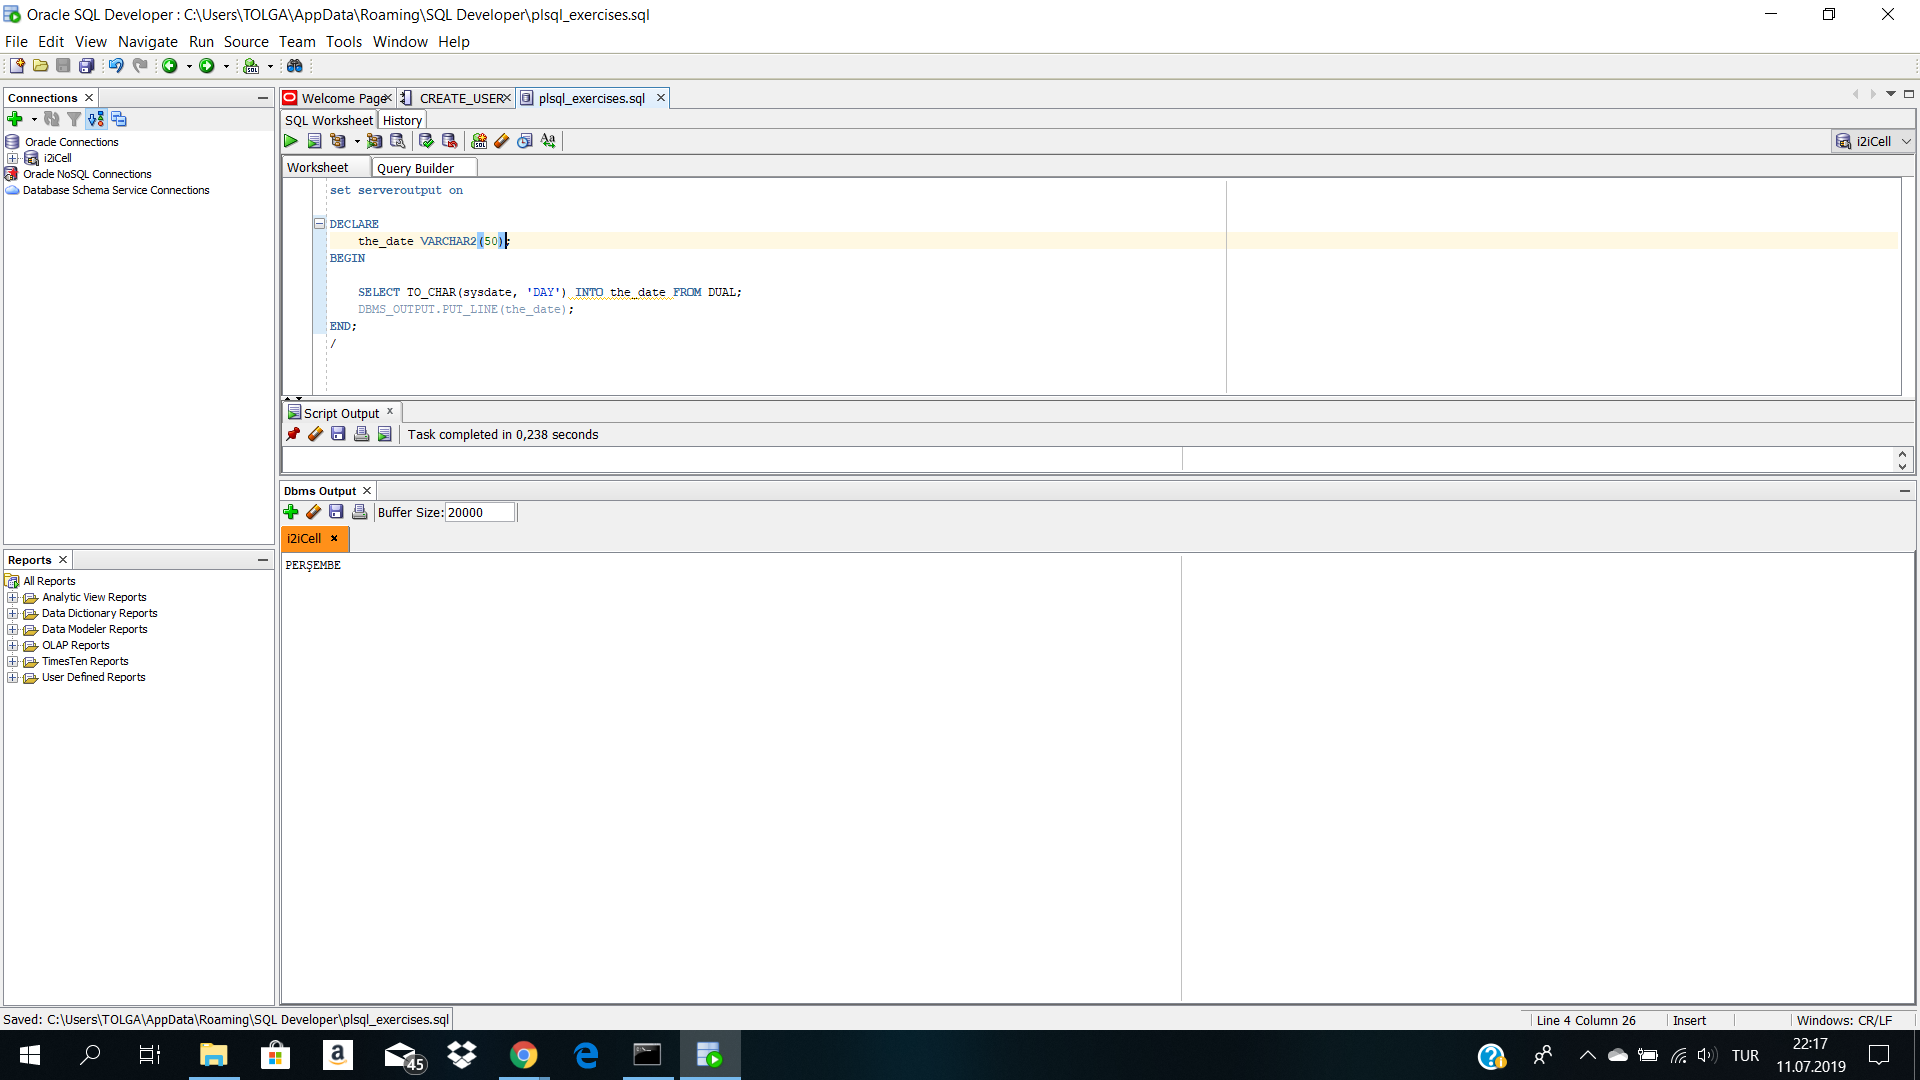 Oracle SQL Developer : C:\Users\TOLGA\AppData\Roaming\SQL Developer\plsql_exercises.sql
File Edit View Navigate Run Source Team Tools Window Help
Connections
Oracle Connections
i2iCell
Oracle NoSQL Connections
Database Schema Service Connections
Reports
All Reports
Analytic View Reports
Data Dictionary Reports
Data Modeler Reports
OLAP Reports
TimesTen Reports
User Defined Reports
Welcome Page CREATE_USER plsql_exercises.sql
SQL Worksheet History
i2iCell
Worksheet Query Builder
set serveroutput on
DECLARE
the_date VARCHAR2(50);
BEGIN
SELECT TO_CHAR(sysdate, 'DAY') INTO the_date FROM DUAL;
DBMS_OUTPUT.PUT_LINE(the_date);
END;
/
Script Output
Task completed in 0,238 seconds
Dbms Output
Buffer Size: 20000
i2iCell
PERŞEMBE
Saved: C:\Users\TOLGA\AppData\Roaming\SQL Developer\plsql_exercises.sql
Line 4 Column 26 Insert Windows: CR/LF
45
TUR
22:17
11.07.2019